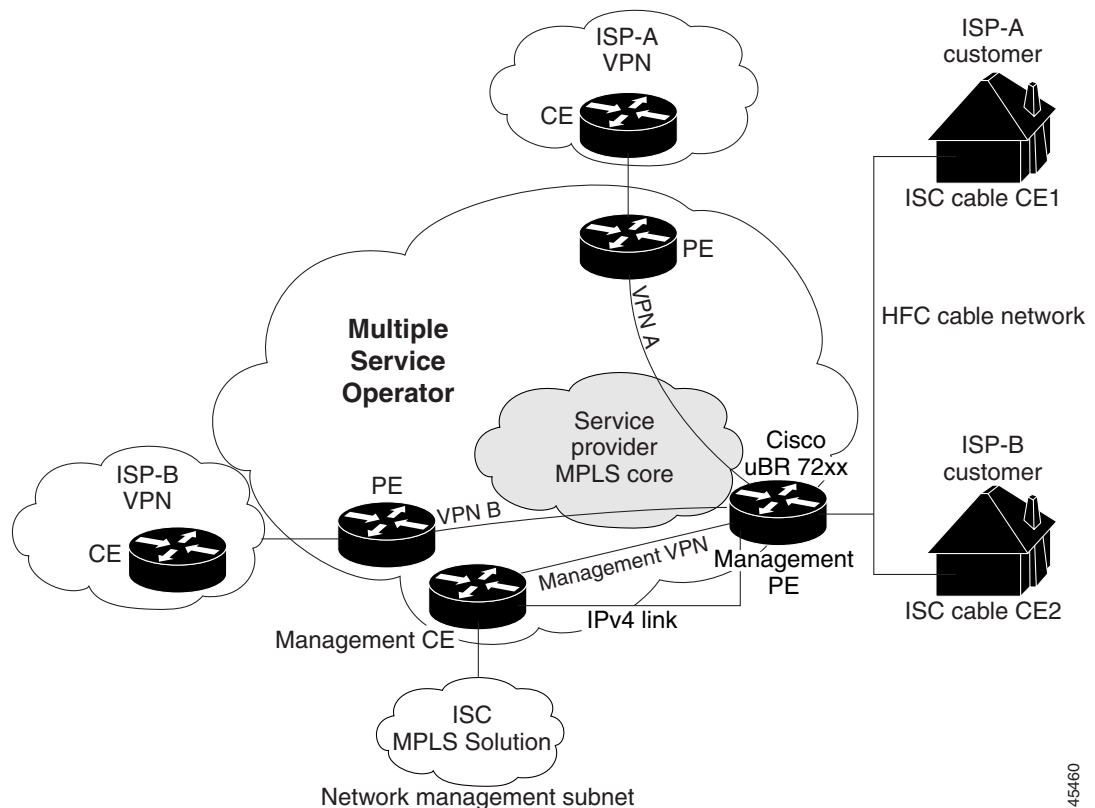 ISP-A
VPN
CE
ISP-A
customer
ISC cable CE1
PE
VPN A
HFC cable network
Multiple
Service
Operator
Service
provider
MPLS core
Cisco
uBR 72xx
ISP-B
customer
ISP-B
VPN
CE
PE
VPN B
Management VPN
Management
PE
ISC cable CE2
IPv4 link
Management CE
ISC
MPLS Solution
Network management subnet
45460